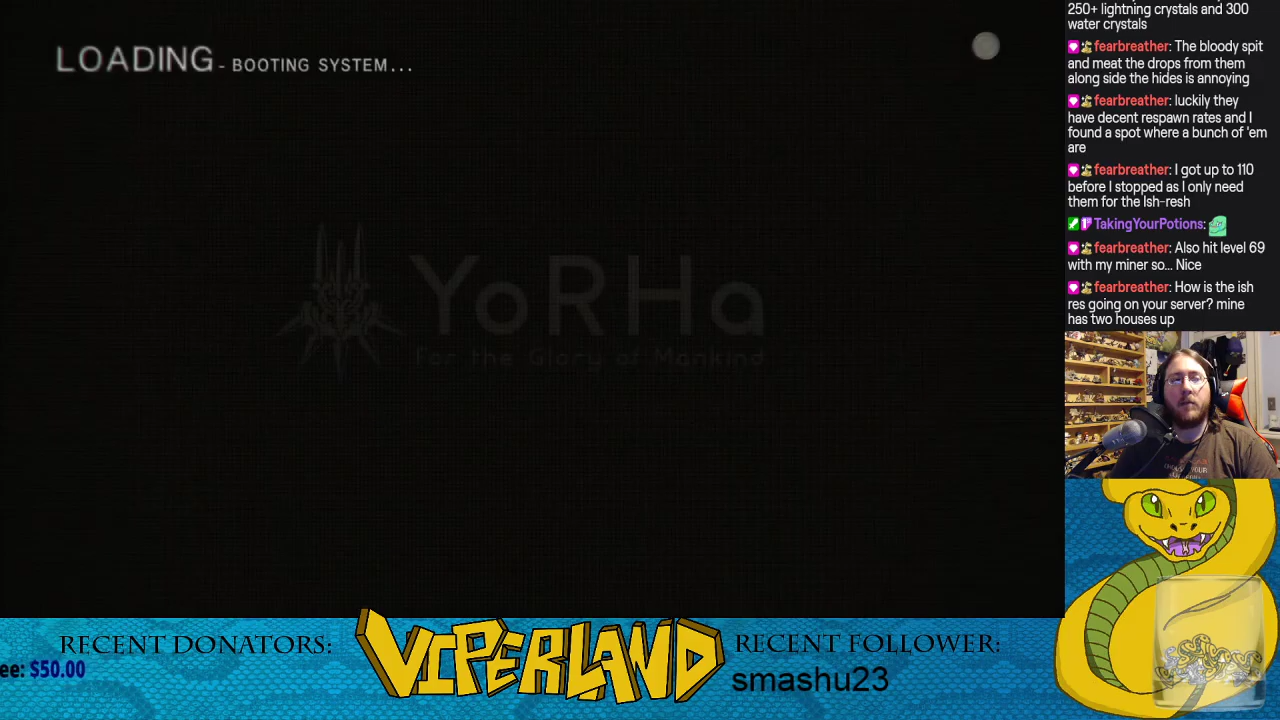 LOADING - BOOTING SYSTEM...
YoRHa
or the Glory of Mankind
250+ lightning crystals and 300
water crystals
fearbreather: The bloody spit
and meat the drops from them
along side the hides is annoying
fearbreather: luckily they
have decent respawn rates and I
found a spot where a bunch of 'em
are
fearbreather: I got up to 110
before I stopped as I only need
them for the Ish-resh
TakingYourPotions:
fearbreather: Also hit level 69
with my miner so... Nice
fearbreather: How is the ish
res going on your server? mine
has two houses up
RECENT DONATORS:
ee: $50.00
VIPERLAND
RECENT FOLLOWER:
smashu23